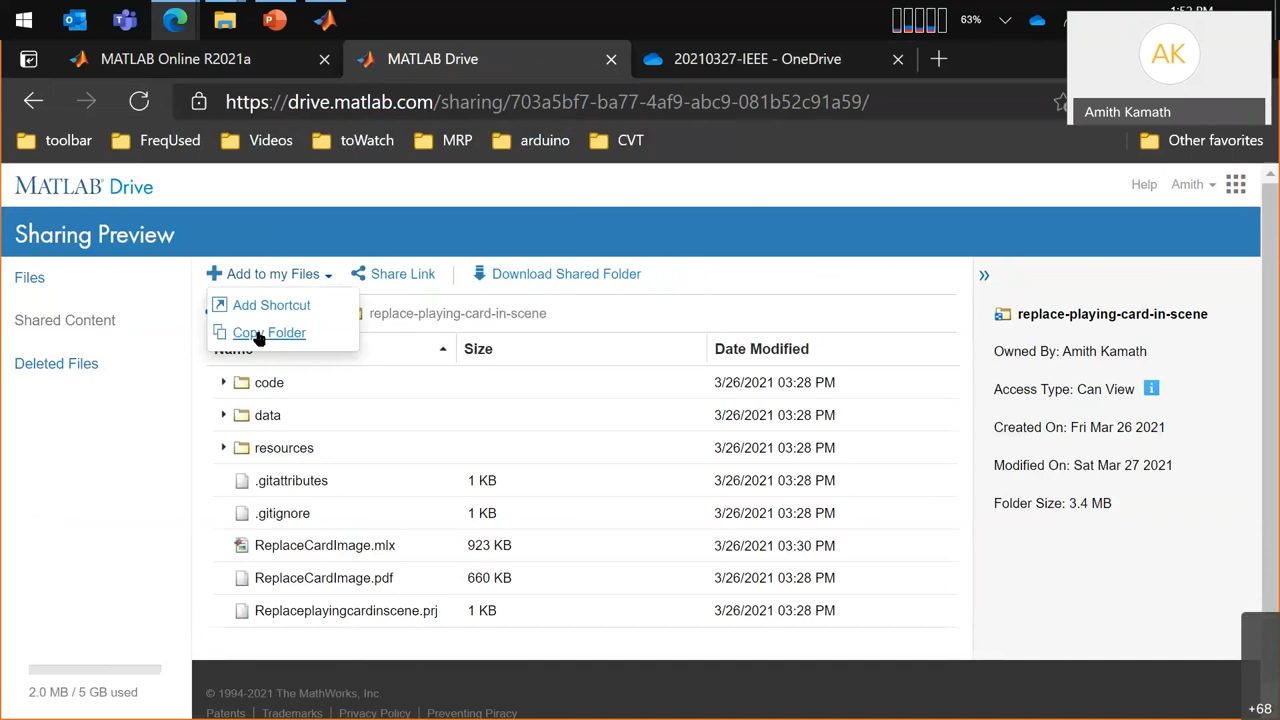 63%
MATLAB Online R2021a
MATLAB Drive
20210327-IEEE - OneDrive
AK
Amith Kamath
https://drive.matlab.com/sharing/703a5bf7-ba77-4af9-abc9-081b52c91a59/
toolbar
FreqUsed
Videos
toWatch
MRP
arduino
CVT
Other favorites
MATLAB® Drive
Help
Amith
Sharing Preview
Files
Shared Content
Deleted Files
Add to my Files
Share Link
Download Shared Folder
Add Shortcut
Copy Folder
replace-playing-card-in-scene
Name
Size
Date Modified
code
3/26/2021 03:28 PM
data
3/26/2021 03:28 PM
resources
3/26/2021 03:28 PM
.gitattributes
1 KB
3/26/2021 03:28 PM
.gitignore
1 KB
3/26/2021 03:28 PM
ReplaceCardImage.mlx
923 KB
3/26/2021 03:30 PM
ReplaceCardImage.pdf
660 KB
3/26/2021 03:28 PM
Replaceplayingcardinscene.prj
1 KB
3/26/2021 03:28 PM
replace-playing-card-in-scene
Owned By: Amith Kamath
Access Type: Can View
Created On: Fri Mar 26 2021
Modified On: Sat Mar 27 2021
Folder Size: 3.4 MB
2.0 MB / 5 GB used
© 1994-2021 The MathWorks, Inc.
Patents
Trademarks
Privacy Policy
Preventing Piracy
+68